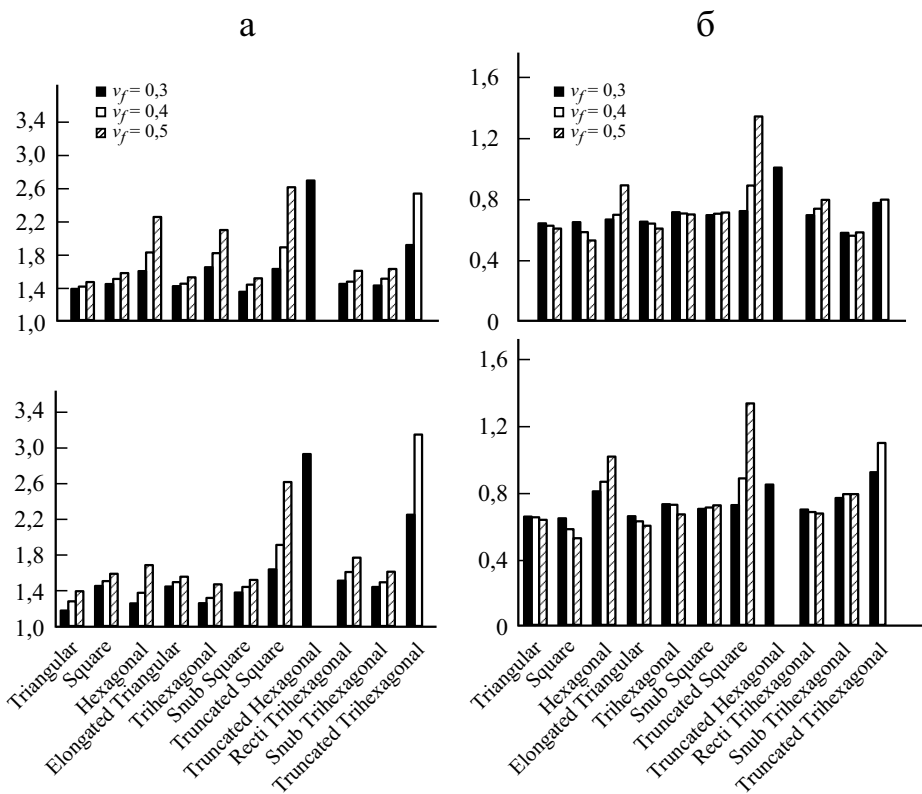 а
б
v_f = 0,3
v_f = 0,4
v_f = 0,5
3,4
3,0
2,6
2,2
1,8
1,4
1,0
v_f = 0,3
v_f = 0,4
v_f = 0,5
1,6
1,2
0,8
0,4
0
3,4
3,0
2,6
2,2
1,8
1,4
1,0
Triangular
Square
Hexagonal
Elongated Triangular
Trihexagonal
Snub Square
Truncated Square
Truncated Hexagonal
Recti Trihexagonal
Snub Trihexagonal
Truncated Trihexagonal
1,6
1,2
0,8
0,4
0
Triangular
Square
Hexagonal
Elongated Triangular
Trihexagonal
Snub Square
Truncated Square
Truncated Hexagonal
Recti Trihexagonal
Snub Trihexagonal
Truncated Trihexagonal